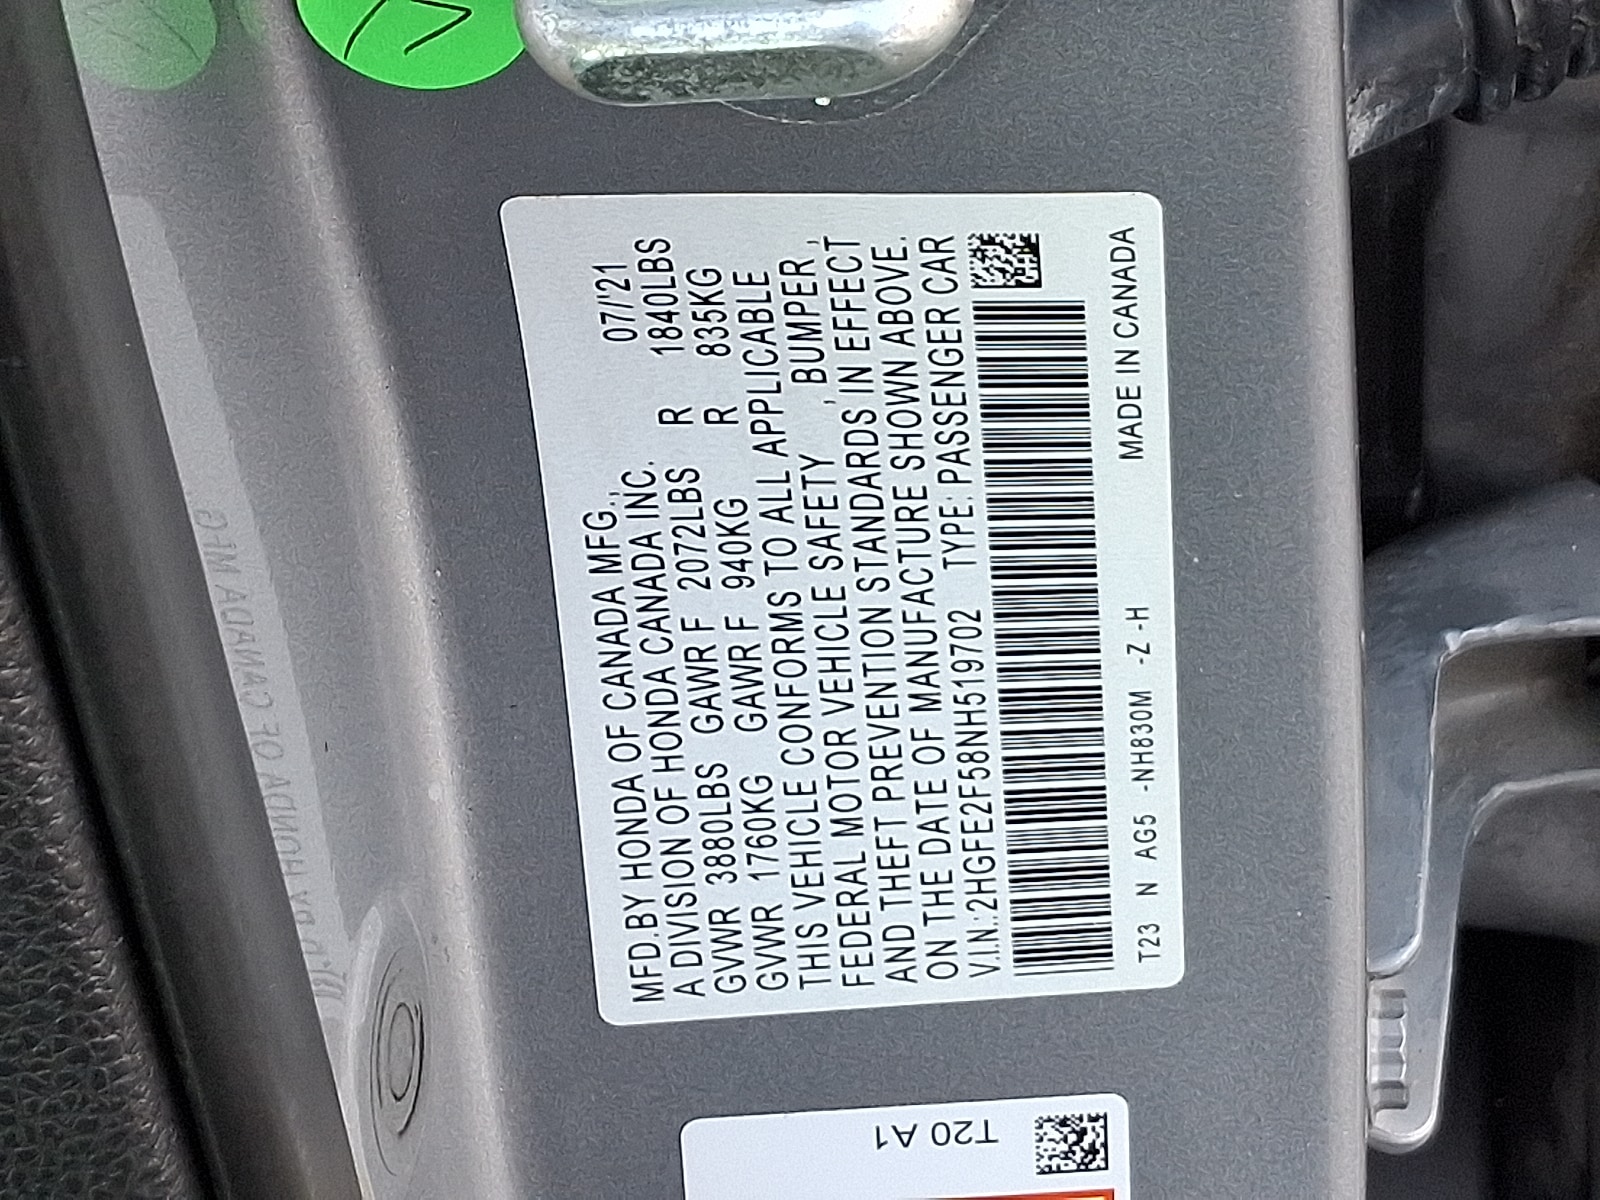 MFD.BY HONDA OF CANADA MFG., 07/'21
A DIVISION OF HONDA CANADA INC.
GVWR 3880LBS GAWR F 2072LBS R 1840LBS
GVWR 1760KG GAWR F 940KG R 835KG
THIS VEHICLE CONFORMS TO ALL APPLICABLE
FEDERAL MOTOR VEHICLE SAFETY , BUMPER,
AND THEFT PREVENTION STANDARDS IN EFFECT
ON THE DATE OF MANUFACTURE SHOWN ABOVE.
V.I.N.:2HGFE2F58NH519702 TYPE: PASSENGER CAR
T23 N AG5 -NH830M -Z -H MADE IN CANADA
T20 A1